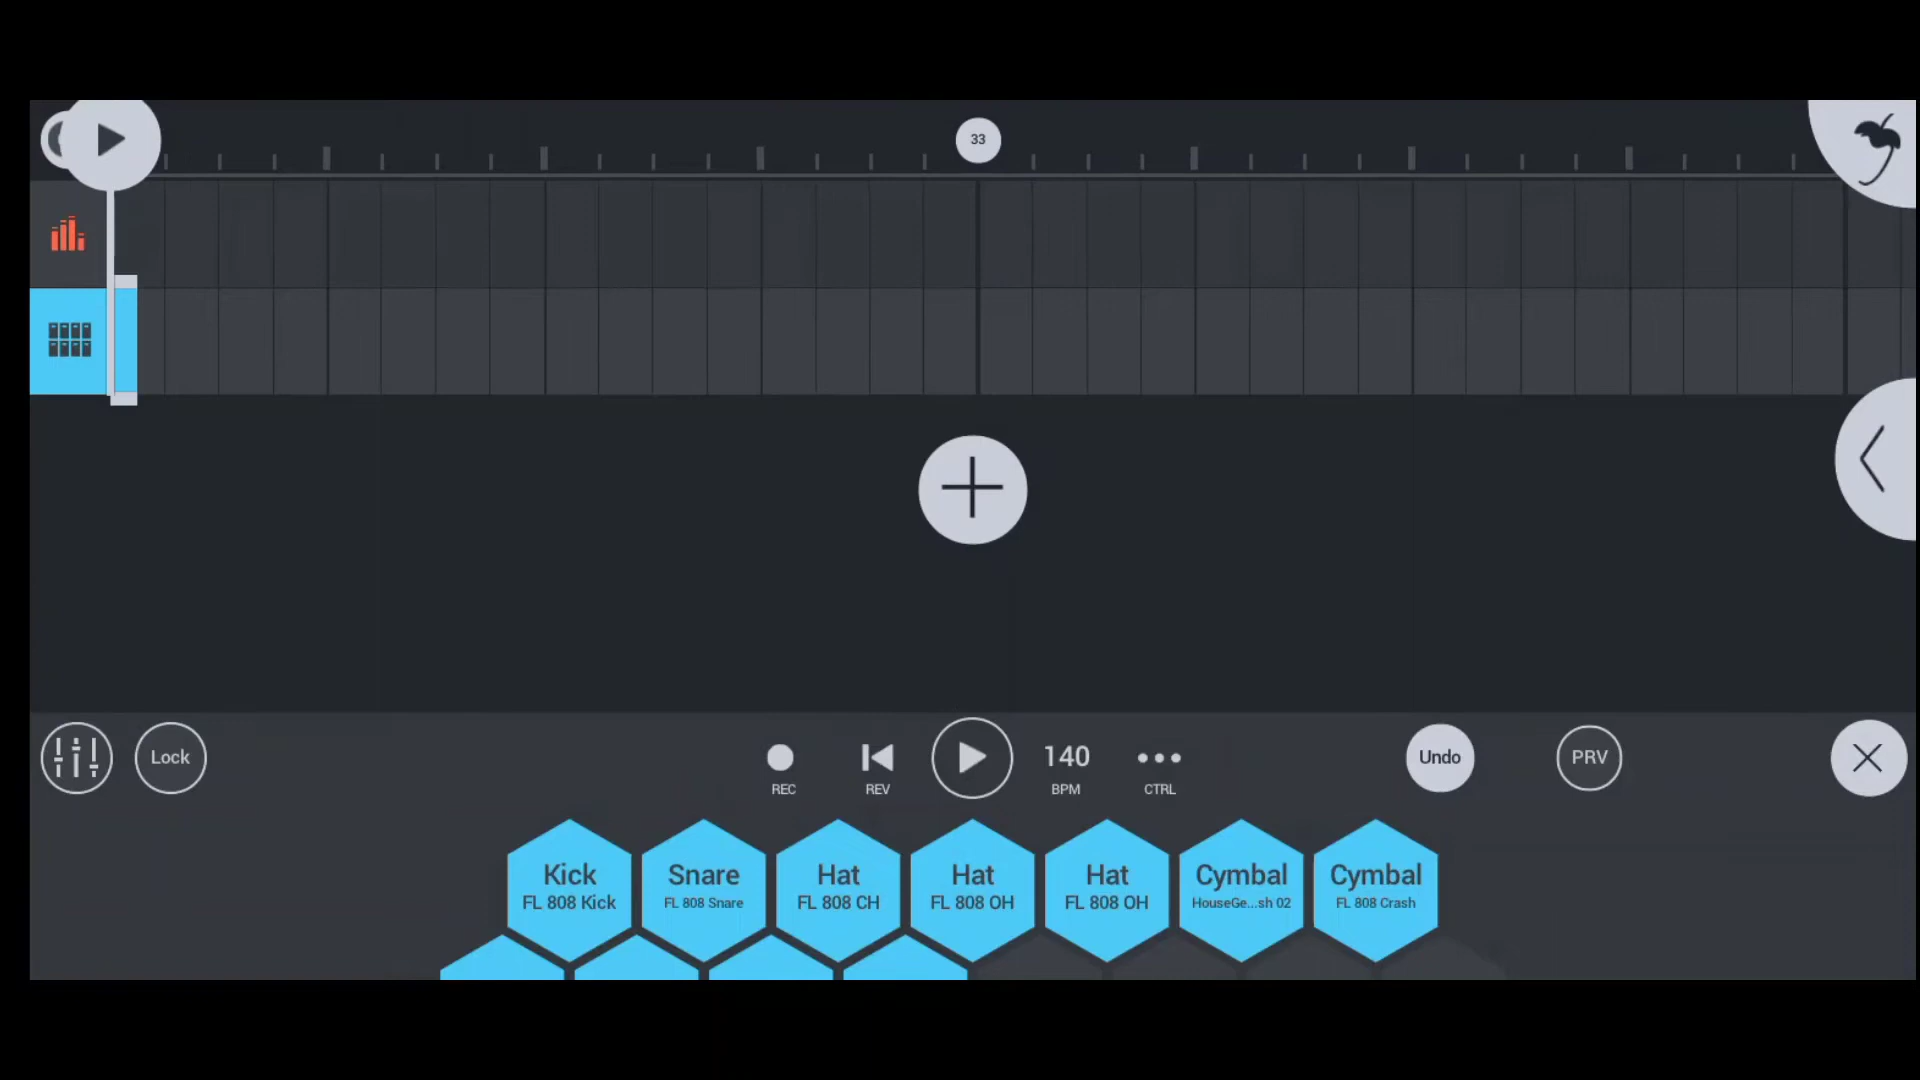 33
Lock
REC
REV
140
BPM
CTRL
Undo
PRV
Kick
FL 808 Kick
Snare
FL 808 Snare
Hat
FL 808 CH
Hat
FL 808 OH
Hat
FL 808 OH
Cymbal
HouseGe...sh 02
Cymbal
FL 808 Crash